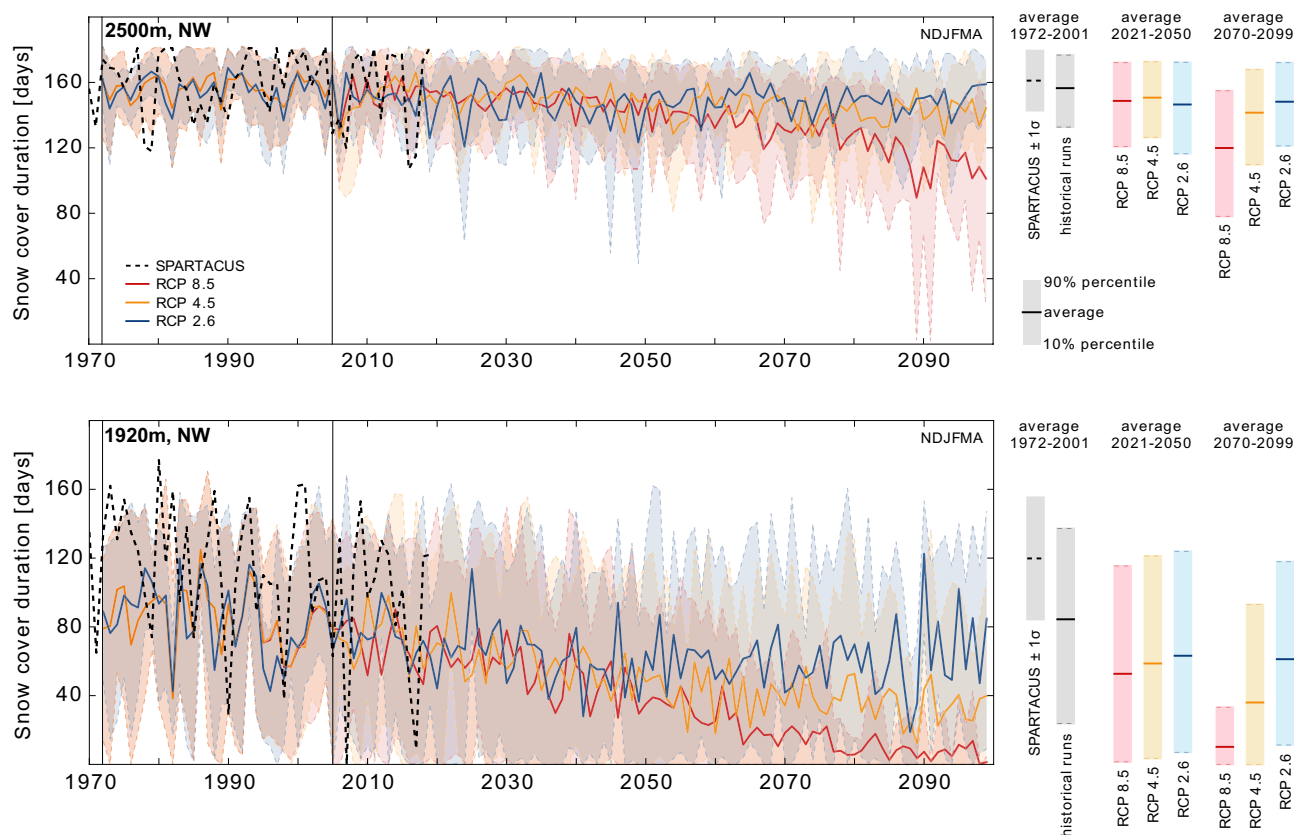 2500m, NW
NDJFMA
Snow cover duration [days]
160
120
80
40
SPARTACUS
RCP 8.5
RCP 4.5
RCP 2.6
1970
1990
2010
2030
2050
2070
2090
average
1972-2001
average
2021-2050
average
2070-2099
SPARTACUS ± 1σ
historical runs
RCP 8.5
RCP 4.5
RCP 2.6
RCP 8.5
RCP 4.5
RCP 2.6
90% percentile
average
10% percentile
1920m, NW
NDJFMA
Snow cover duration [days]
160
120
80
40
1970
1990
2010
2030
2050
2070
2090
average
1972-2001
average
2021-2050
average
2070-2099
SPARTACUS ± 1σ
historical runs
RCP 8.5
RCP 4.5
RCP 2.6
RCP 8.5
RCP 4.5
RCP 2.6